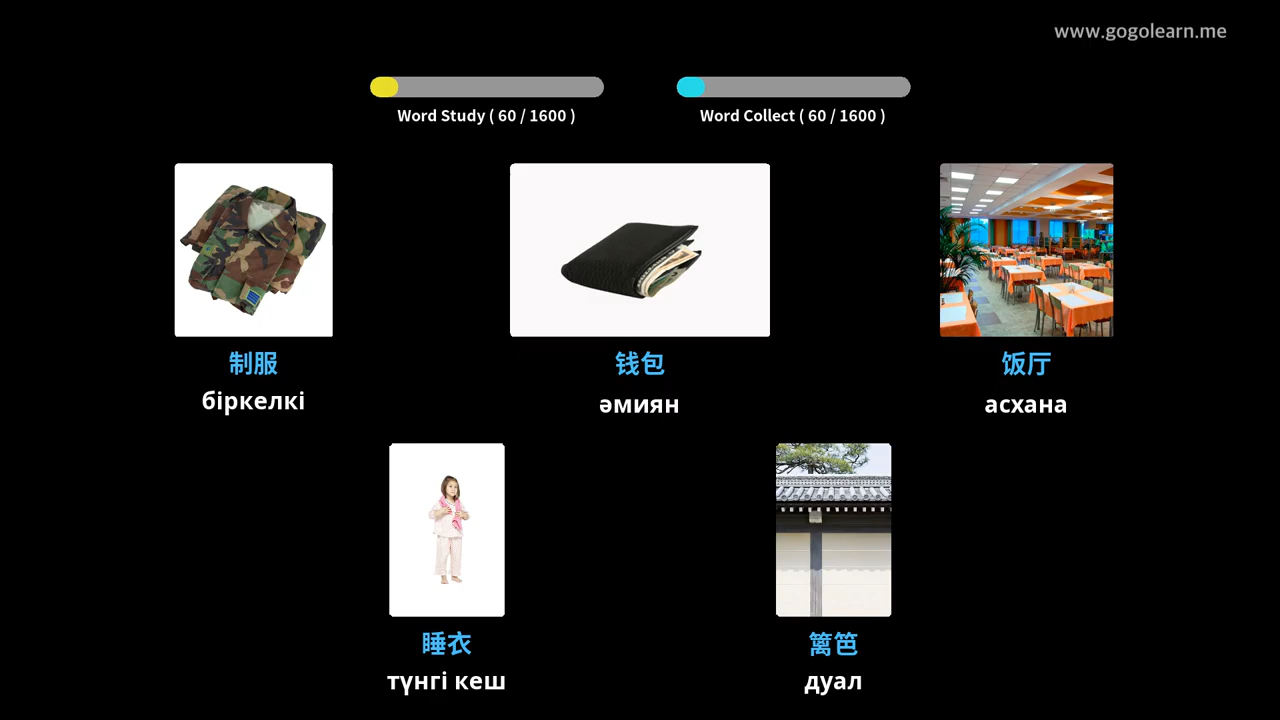 www.gogolearn.me
Word Study ( 60 / 1600 )
Word Collect ( 60 / 1600 )
制服
钱包
饭厅
біркелкі
әмиян
асхана
睡衣
篱笆
түнгі кеш
дуал